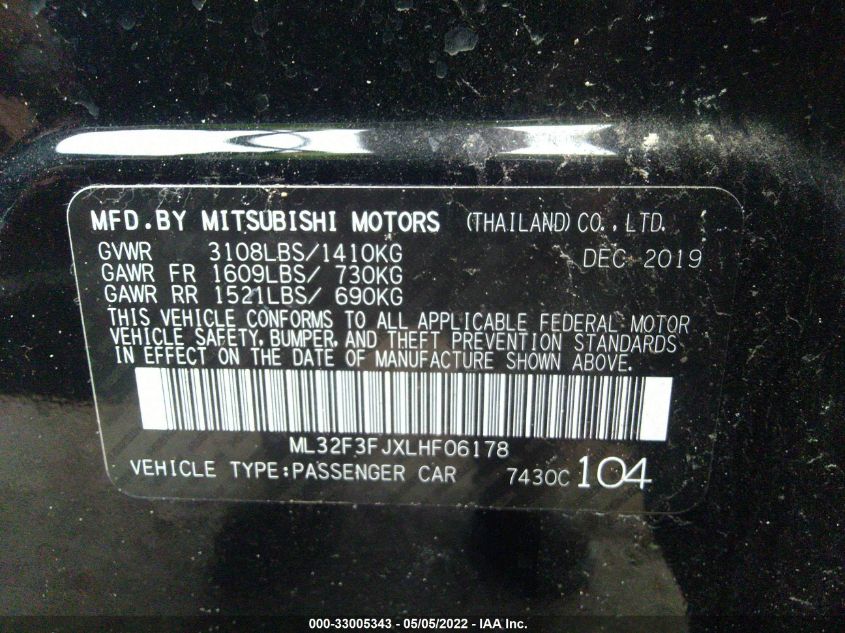 MFD.BY MITSUBISHI MOTORS (THAILAND) CO., LTD.
GVWR 3108LBS/1410KG DEC 2019
GAWR FR 1609LBS/ 730KG
GAWR RR 1521LBS/ 690KG
THIS VEHICLE CONFORMS TO ALL APPLICABLE FEDERAL MOTOR
VEHICLE SAFETY, BUMPER, AND THEFT PREVENTION STANDARDS
IN EFFECT ON THE DATE OF MANUFACTURE SHOWN ABOVE.
ML32F3FJXLHF06178
VEHICLE TYPE:PASSENGER CAR 7430C 104
000-33005343 - 05/05/2022 - IAA Inc.